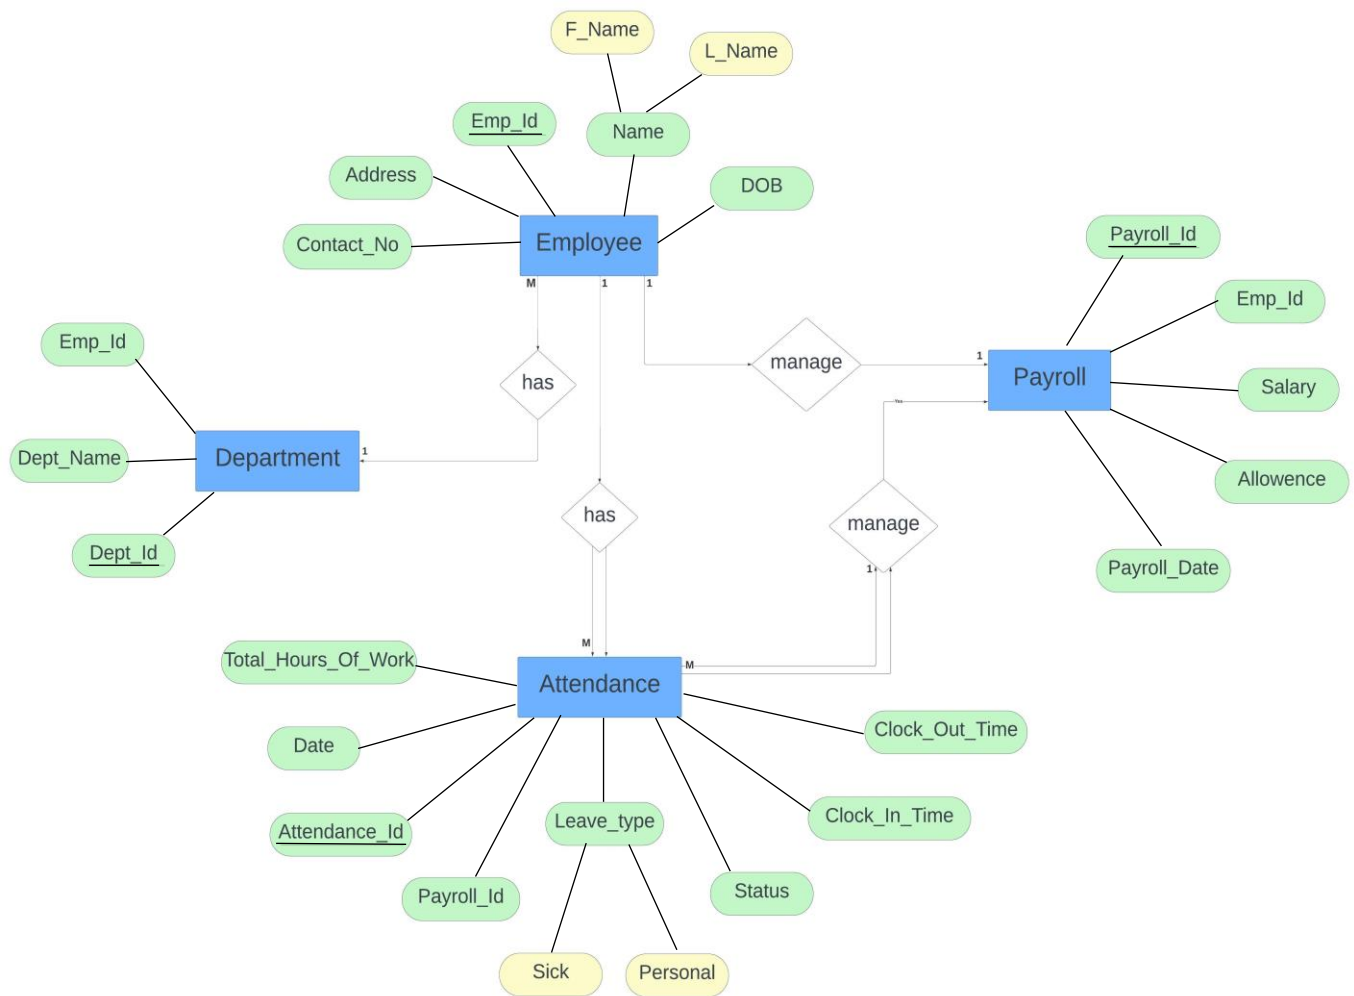 F_Name
L_Name
Emp_Id
Name
Address
DOB
Contact_No
Employee
Payroll_Id
M
1
1
Emp_Id
Emp_Id
manage
1
Payroll
has
Salary
Yes
Department
1
Dept_Name
Allowence
has
manage
Dept_Id
1
Payroll_Date
M
Total_Hours_Of_Work
M
Attendance
Clock_Out_Time
Date
Clock_In_Time
Attendance_Id
Leave_type
Payroll_Id
Status
Sick
Personal